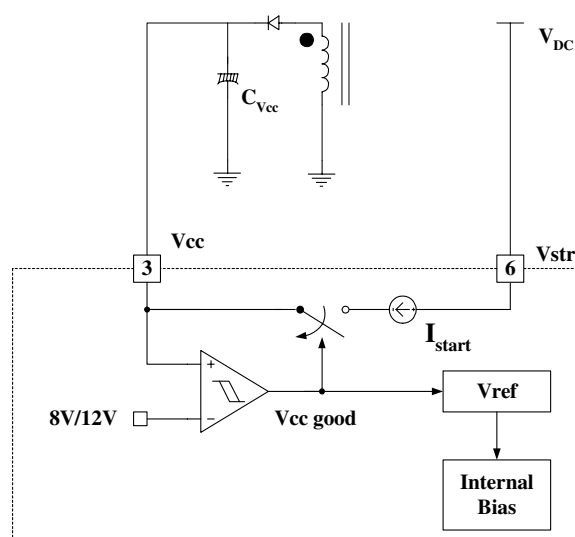 V_DC
C_Vcc
Vcc
Vstr
3
6
I_start
8V/12V
+
−
Vcc good
Vref
Internal
Bias